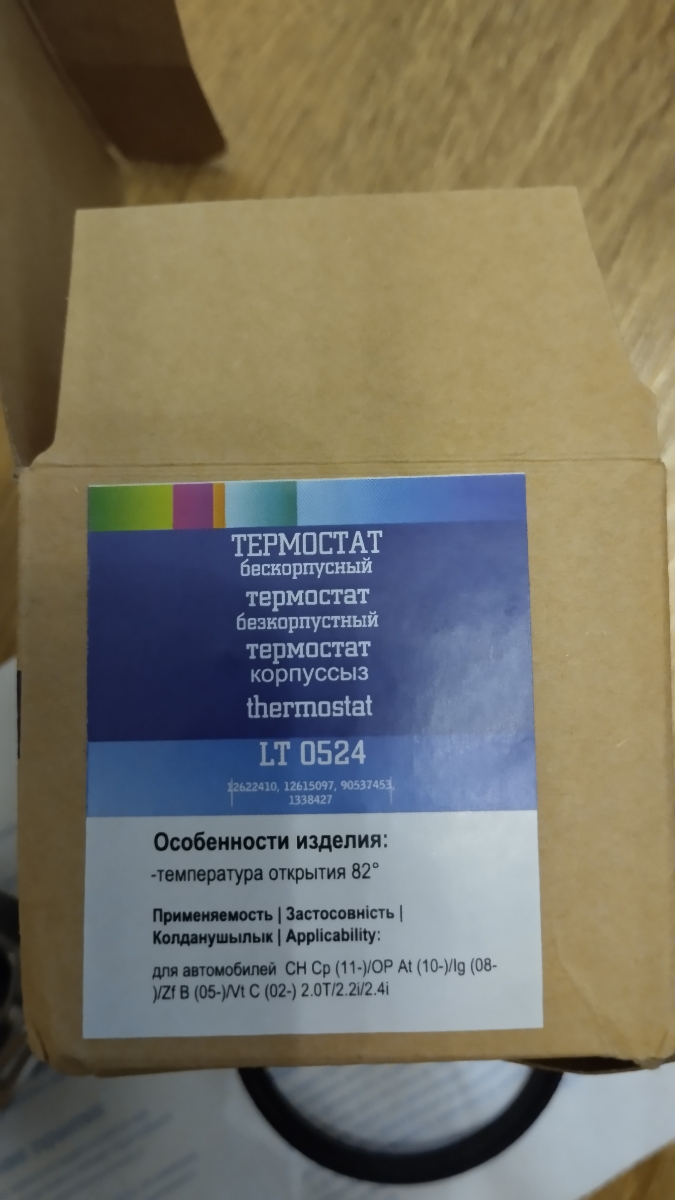 ТЕРМОСТАТ
бескорпусный
термостат
безкорпустный
термостат
корпуссыз
thermostat
LT 0524
12622410, 12615097, 90537453,
1338427
Особенности изделия:
-температура открытия 82°
Применяемость | Застосовність |
Колданушылык | Applicability:
для автомобилей CH Cp (11-)/OP At (10-)/Ig (08-
)/Zf B (05-)/Vt C (02-) 2.0T/2.2i/2.4i